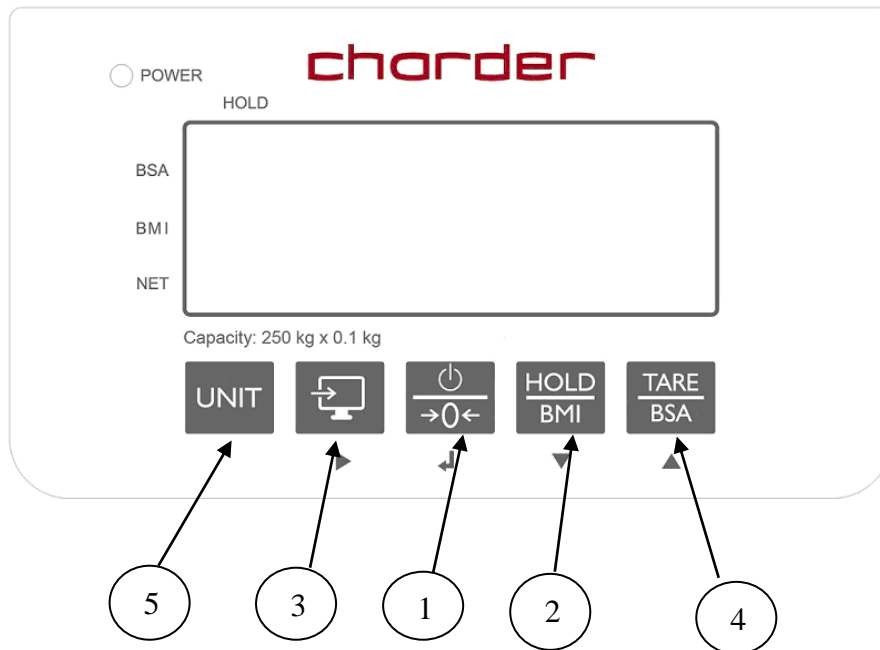 charder
POWER
HOLD
BSA
BMI
NET
Capacity: 250 kg x 0.1 kg
UNIT
→0←
HOLD
BMI
TARE
BSA
5
3
1
2
4